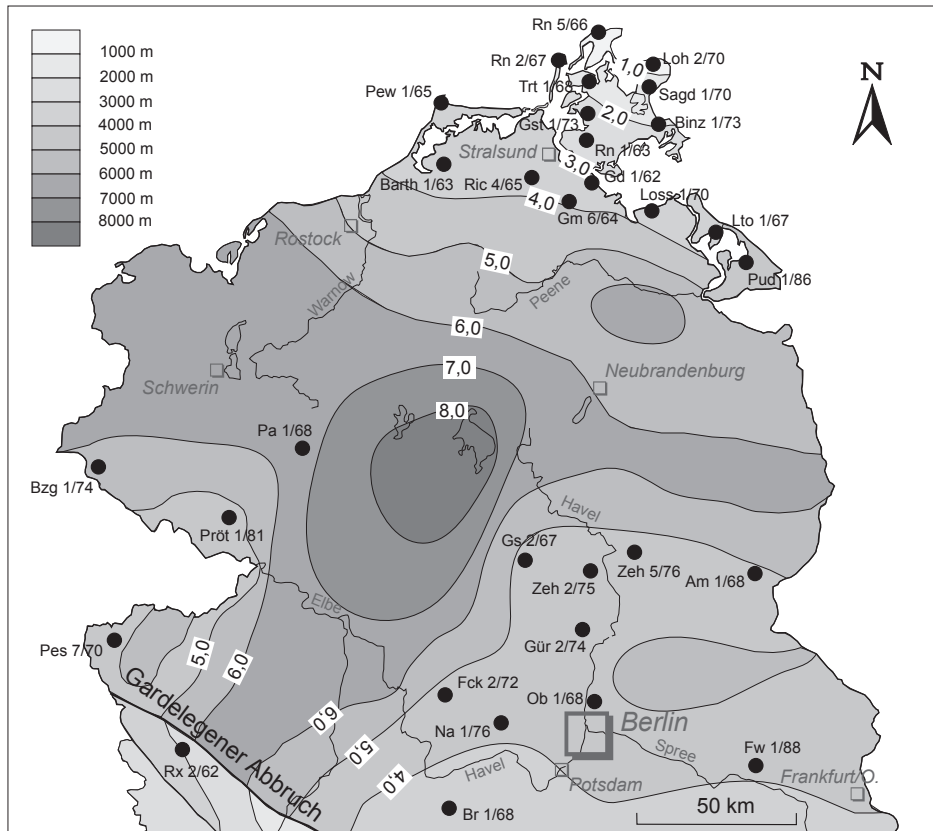 1000 m
2000 m
3000 m
4000 m
5000 m
6000 m
7000 m
8000 m
N
Rn 5/66
Rn 2/67
Loh 2/70
1,0
Trt 1/68
Sagd 1/70
Pew 1/65
Gst 1/73
2,0
Binz 1/73
Stralsund
Rn 1/63
3,0
Barth 1/63
Ric 4/65
Gd 1/62
4,0
Loss 1/70
Gm 6/64
Lto 1/67
Rostock
5,0
Pud 1/86
Warnow
Peene
6,0
7,0
Schwerin
Neubrandenburg
8,0
Pa 1/68
Bzg 1/74
Havel
Pröt 1/81
Gs 2/67
Zeh 2/75
Zeh 5/76
Am 1/68
Elbe
Gür 2/74
Pes 7/70
5,0
6,0
Fck 2/72
Ob 1/68
Gardelegener Abbruch
6,0
Na 1/76
Berlin
5,0
Spree
Rx 2/62
4,0
Havel
Potsdam
Fw 1/88
Frankfurt/O.
Br 1/68
50 km